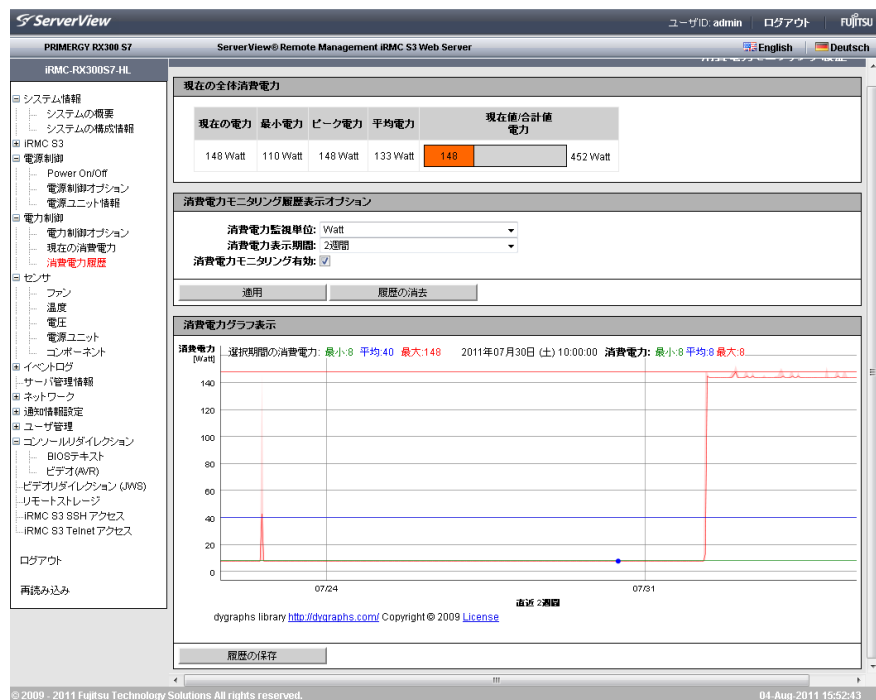 ServerView
ユーザID: admin ログアウト FUJITSU
PRIMERGY RX300 S7 ServerView® Remote Management iRMC S3 Web Server English Deutsch
iRMC-RX300S7-HL
システム情報
システムの概要
システムの構成情報
iRMC S3
電源制御
Power On/Off
電源制御オプション
電源ユニット情報
電力制御
電力制御オプション
現在の消費電力
消費電力履歴
センサ
ファン
温度
電圧
電源ユニット
コンポーネント
イベントログ
サーバ管理情報
ネットワーク
通知情報設定
ユーザ管理
コンソールリダイレクション
BIOSテキスト
ビデオ(AVR)
ビデオリダイレクション (JWS)
リモートストレージ
iRMC S3 SSH アクセス
iRMC S3 Telnet アクセス
ログアウト
再読み込み
現在の全体消費電力
現在の電力 最小電力 ピーク電力 平均電力 現在値/合計値
電力
148 Watt 110 Watt 148 Watt 133 Watt 148 452 Watt
消費電力モニタリング履歴表示オプション
消費電力監視単位: Watt
消費電力表示期間: 2週間
消費電力モニタリング有効:
適用 履歴の消去
消費電力グラフ表示
消費電力
[Watt]
選択期間の消費電力: 最小:8 平均:40 最大:148 2011年07月30日 (土) 10:00:00 消費電力: 最小:8 平均:8 最大:8
140
120
100
80
60
40
20
0
07/24 07/31
直近 2週間
dygraphs library http://dygraphs.com/ Copyright © 2009 License
履歴の保存
© 2009 - 2011 Fujitsu Technology Solutions All rights reserved. 04-Aug-2011 15:52:43